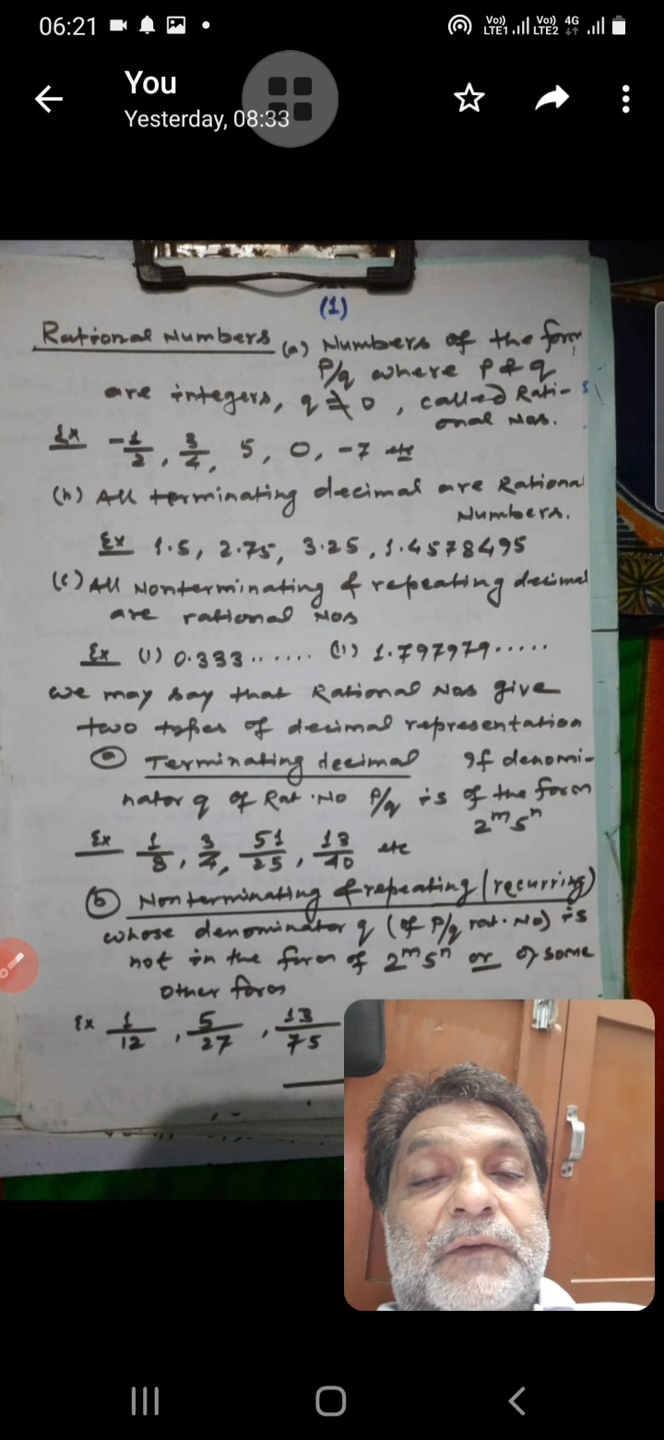 06:21
Vo)) LTE1 Vo)) LTE2 4G
You
Yesterday, 08:33
(1)
Rational Numbers (a) Numbers of the form
P/q where P & q
are integers, q ≠ 0, called Rati-
onal Nos.
Ex -1/2, 3/4, 5, 0, -7 etc
(b) All terminating decimal are Rational
Numbers.
Ex 1.5, 2.75, 3.25, 1.4578495
(c) All Nonterminating & repeating decimal
are rational Nos
Ex (i) 0.333........ (ii) 1.797979.....
We may say that Rational Nos give
two types of decimal representation
(a) Terminating decimal If denomi-
nator q of Rat. No P/q is of the form
2^m 5^n
Ex 1/8, 3/4, 51/25, 13/40 etc
(b) Nonterminating & repeating (recurring)
whose denominator q (of P/q rat. No) is
not in the form of 2^m 5^n or of some
other form
Ex 1/12, 5/27, 13/75